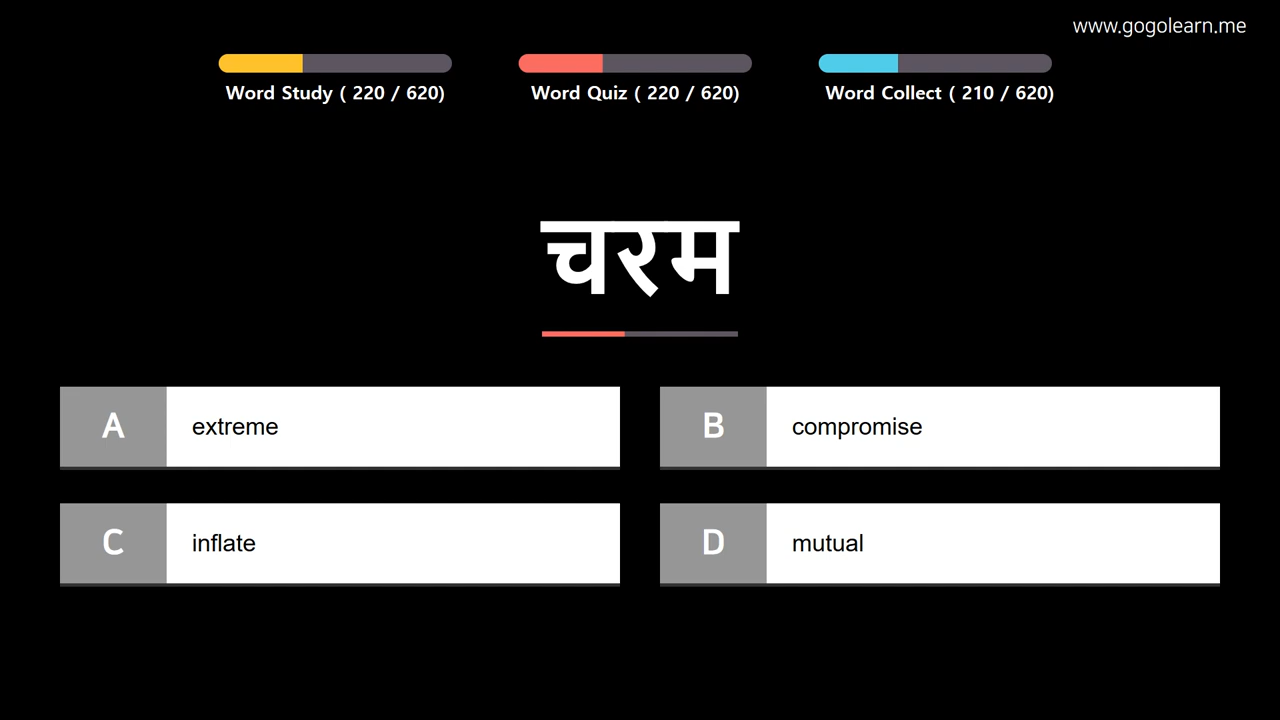 www.gogolearn.me
Word Study ( 220 / 620)
Word Quiz ( 220 / 620)
Word Collect ( 210 / 620)
चरम
A extreme
B compromise
C inflate
D mutual